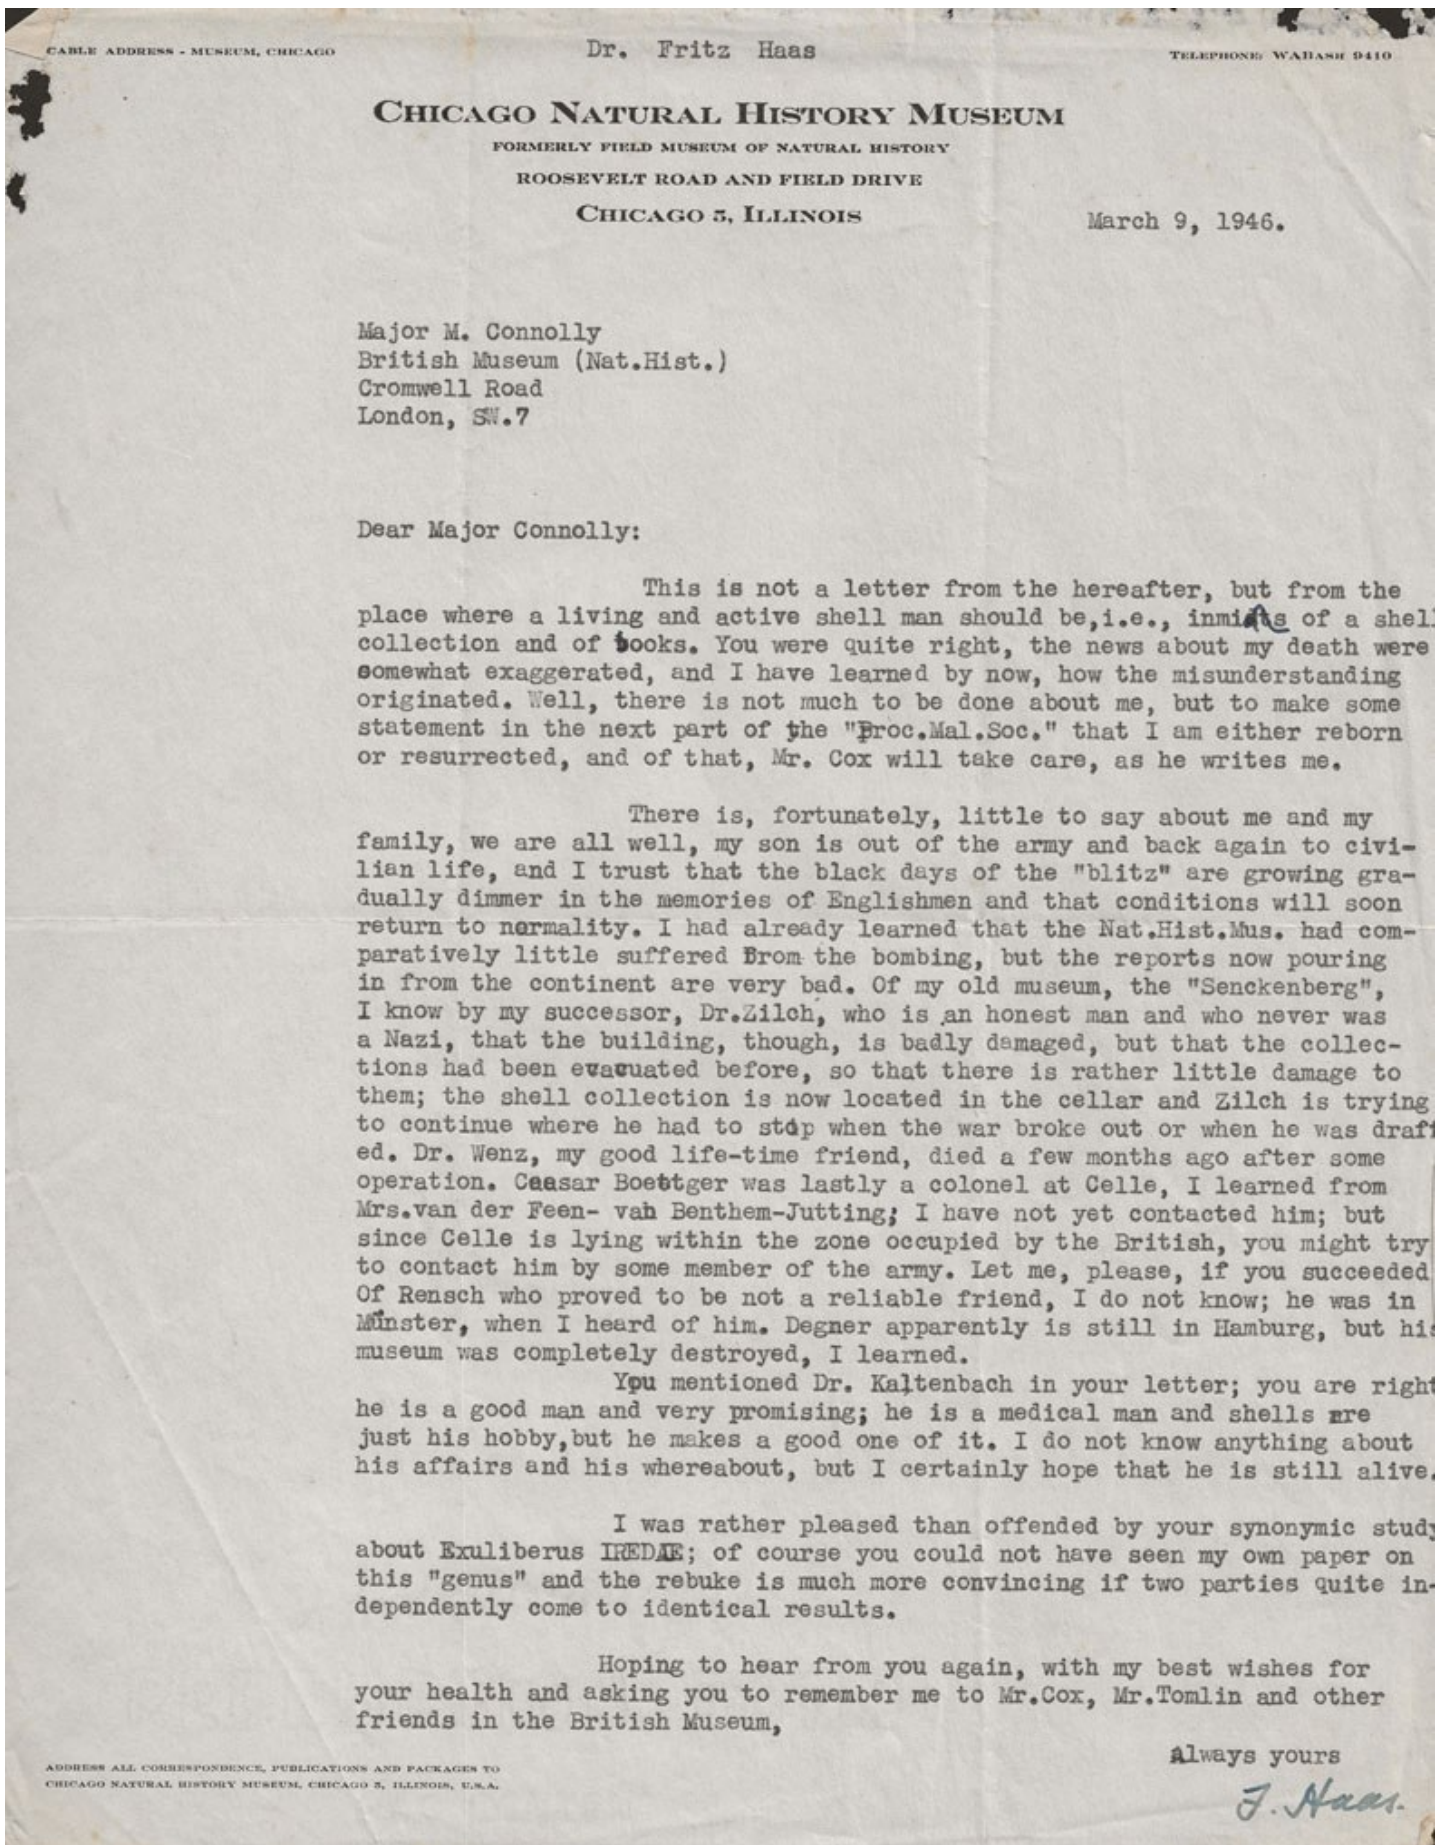 CABLE ADDRESS - MUSEUM, CHICAGO
Dr. Fritz Haas
TELEPHONE: WABASH 9410
CHICAGO NATURAL HISTORY MUSEUM
FORMERLY FIELD MUSEUM OF NATURAL HISTORY
ROOSEVELT ROAD AND FIELD DRIVE
CHICAGO 5, ILLINOIS
March 9, 1946.
Major M. Connolly
British Museum (Nat.Hist.)
Cromwell Road
London, SW.7
Dear Major Connolly:
This is not a letter from the hereafter, but from the
place where a living and active shell man should be,i.e., of a shell
collection and of books. You were quite right, the news about my death were
somewhat exaggerated, and I have learned by now, how the misunderstanding
originated. Well, there is not much to be done about me, but to make some
statement in the next part of the "Proc.Mal.Soc." that I am either reborn
or resurrected, and of that, Mr. Cox will take care, as he writes me.
There is, fortunately, little to say about me and my
family, we are all well, my son is out of the army and back again to civi-
lian life, and I trust that the black days of the "blitz" are growing gra-
dually dimmer in the memories of Englishmen and that conditions will soon
return to normality. I had already learned that the Nat.Hist.Mus. had com-
paratively little suffered from the bombing, but the reports now pouring
in from the continent are very bad. Of my old museum, the "Senckenberg",
I know by my successor, Dr.Zilch, who is an honest man and who never was
a Nazi, that the building, though, is badly damaged, but that the collec-
tions had been evacuated before, so that there is rather little damage to
them; the shell collection is now located in the cellar and Zilch is trying
to continue where he had to stop when the war broke out or when he was draft
ed. Dr. Wenz, my good life-time friend, died a few months ago after some
operation. Caesar Boettger was lastly a colonel at Celle, I learned from
Mrs.van der Feen- van Benthem-Jutting; I have not yet contacted him; but
since Celle is lying within the zone occupied by the British, you might try
to contact him by some member of the army. Let me, please, if you succeeded
Of Rensch who proved to be not a reliable friend, I do not know; he was in
Münster, when I heard of him. Degner apparently is still in Hamburg, but his
museum was completely destroyed, I learned.
You mentioned Dr. Kaltenbach in your letter; you are right
he is a good man and very promising; he is a medical man and shells are
just his hobby,but he makes a good one of it. I do not know anything about
his affairs and his whereabout, but I certainly hope that he is still alive.
I was rather pleased than offended by your synonymic study
about Exuliberus IREDAE; of course you could not have seen my own paper on
this "genus" and the rebuke is much more convincing if two parties quite in-
dependently come to identical results.
Hoping to hear from you again, with my best wishes for
your health and asking you to remember me to Mr.Cox, Mr.Tomlin and other
friends in the British Museum,
Always yours
F. Haas.
ADDRESS ALL CORRESPONDENCE, PUBLICATIONS AND PACKAGES TO
CHICAGO NATURAL HISTORY MUSEUM, CHICAGO 5, ILLINOIS, U.S.A.